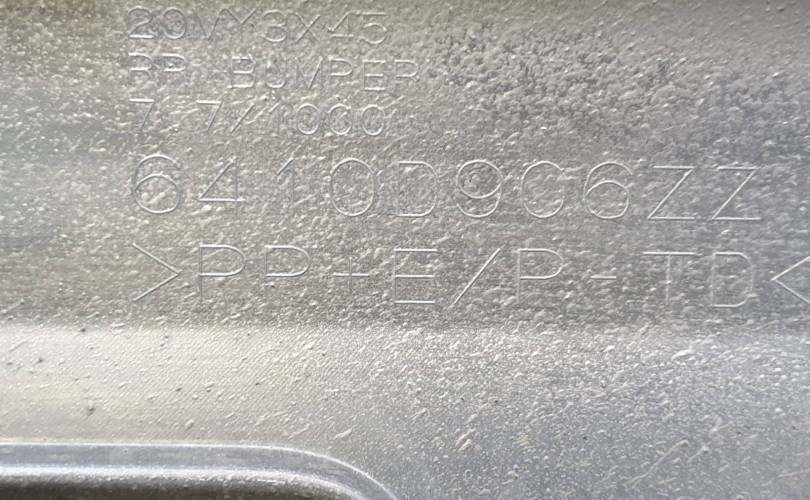 20VY3X45
RR BUMPER
7.7/1000
6410D906ZZ
>PP+E/P-TD<